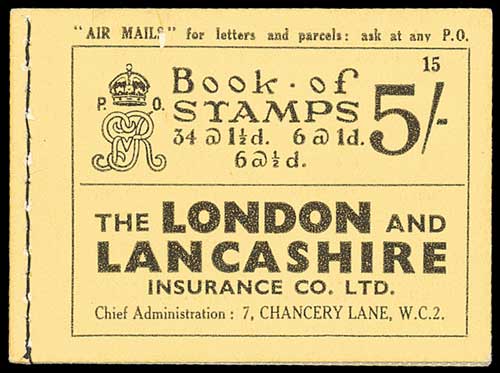 "AIR MAILS" for letters and parcels: ask at any P.O.
15
P. O.
Book · of
STAMPS
5/-
34 @ 1½d. 6 @ 1d.
6 @ ½d.
THE LONDON AND
LANCASHIRE
INSURANCE CO. LTD.
Chief Administration: 7, CHANCERY LANE, W.C.2.